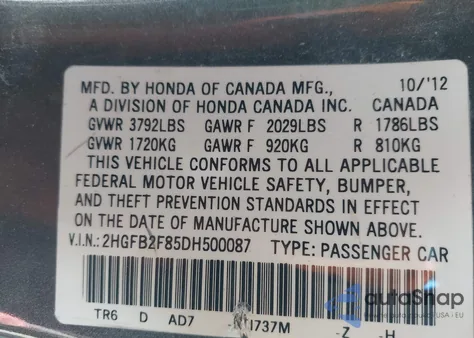 MFD. BY HONDA OF CANADA MFG., 10/'12
A DIVISION OF HONDA CANADA INC. CANADA
GVWR 3792LBS GAWR F 2029LBS R 1786LBS
GVWR 1720KG GAWR F 920KG R 810KG
THIS VEHICLE CONFORMS TO ALL APPLICABLE
FEDERAL MOTOR VEHICLE SAFETY, BUMPER,
AND THEFT PREVENTION STANDARDS IN EFFECT
ON THE DATE OF MANUFACTURE SHOWN ABOVE.
V.I.N.: 2HGFB2F85DH500087 TYPE: PASSENGER CAR
autoSnap
TR6 D AD7 737M -Z -H